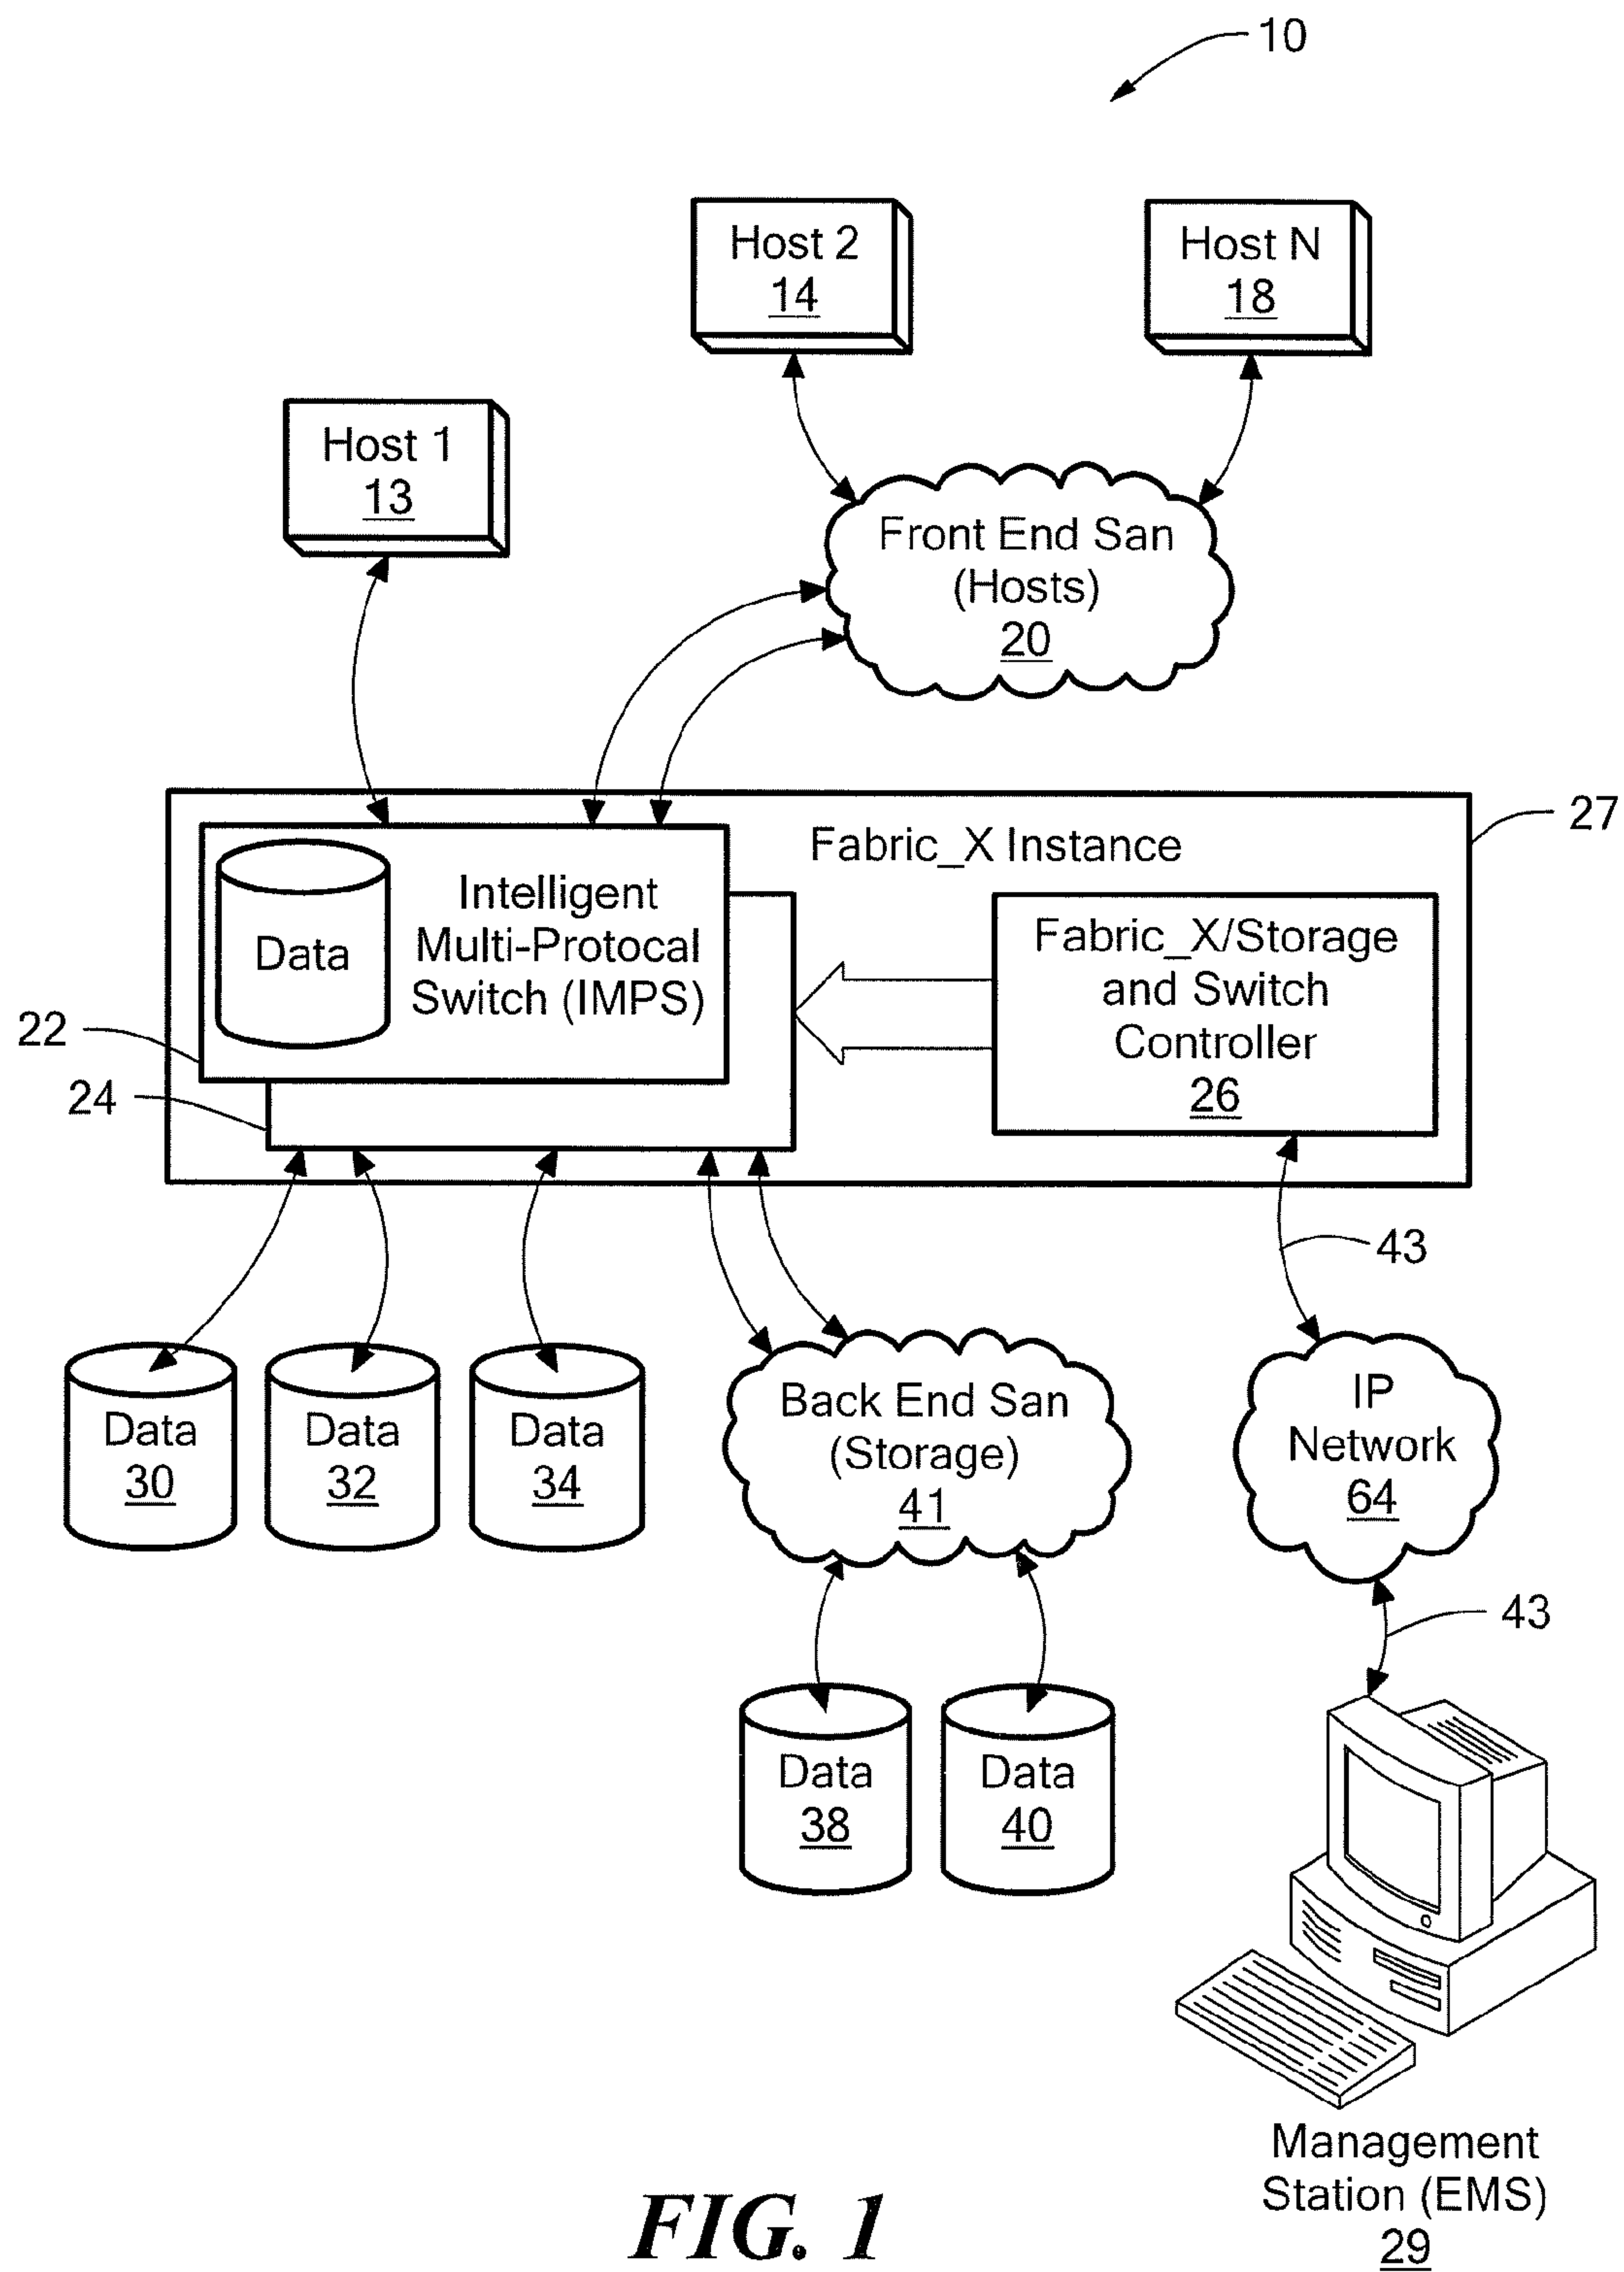 10
Host 2
14
Host N
18
Host 1
13
Front End San
(Hosts)
20
27
Fabric_X Instance
Data
Intelligent
Multi-Protocal
Switch (IMPS)
Fabric_X/Storage
and Switch
Controller
26
22
24
43
Data
30
Data
32
Data
34
Back End San
(Storage)
41
IP
Network
64
43
Data
38
Data
40
Management
Station (EMS)
29
FIG. 1